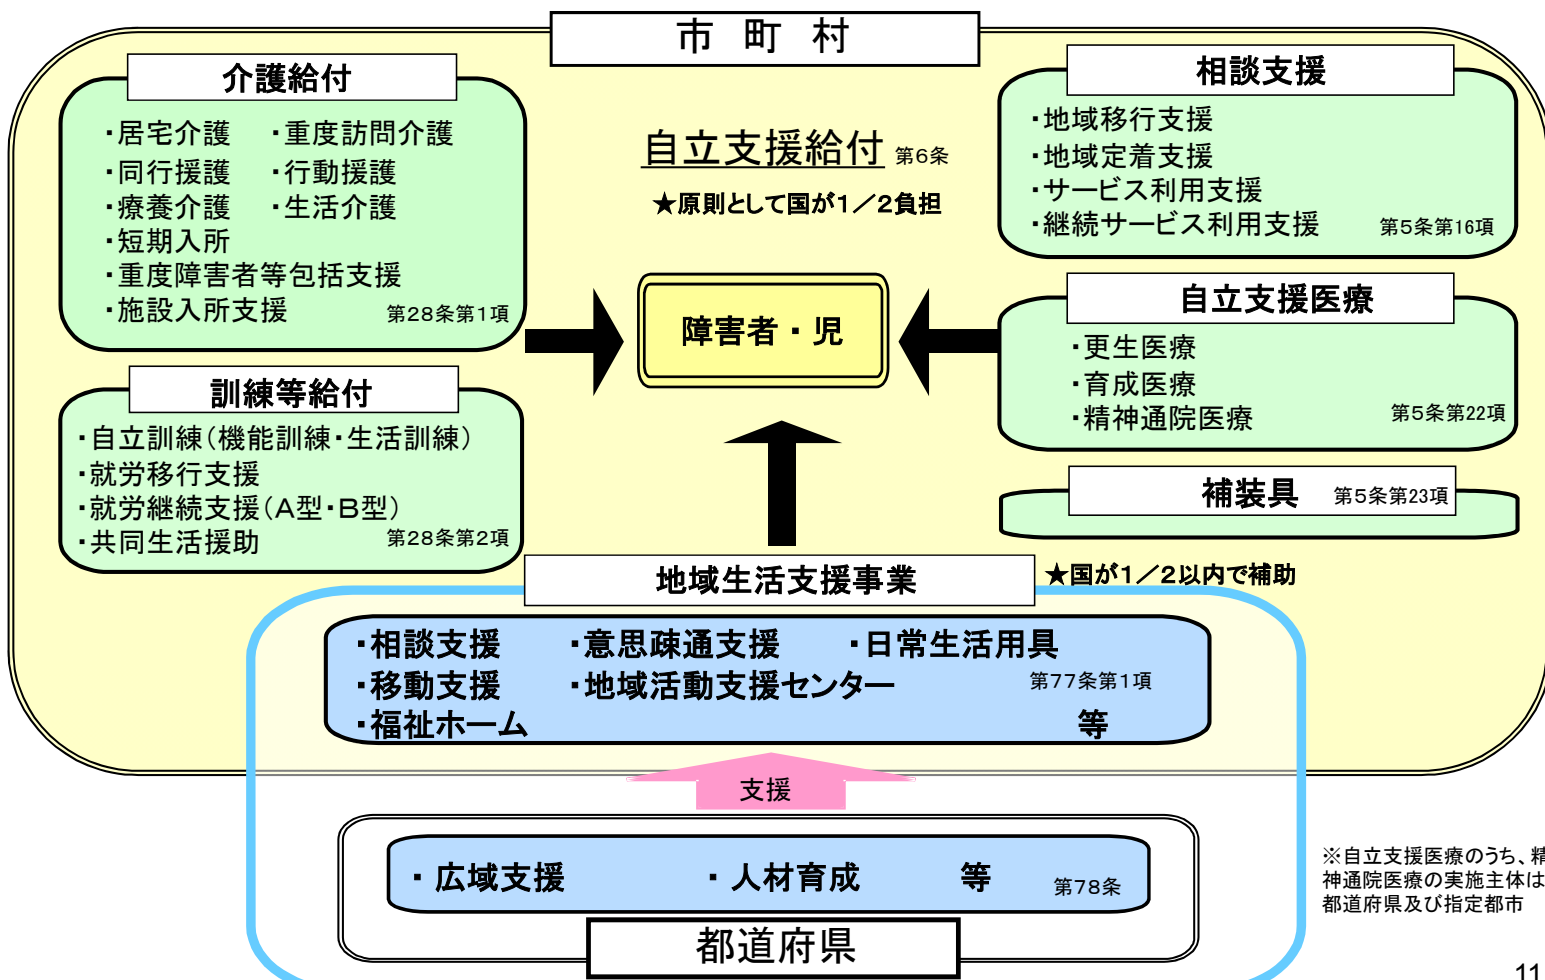 市 町 村
介護給付
・居宅介護 ・重度訪問介護
・同行援護 ・行動援護
・療養介護 ・生活介護
・短期入所
・重度障害者等包括支援
・施設入所支援 第28条第1項
訓練等給付
・自立訓練(機能訓練・生活訓練)
・就労移行支援
・就労継続支援(A型・B型)
・共同生活援助 第28条第2項
自立支援給付 第6条
★原則として国が1/2負担
障害者・児
相談支援
・地域移行支援
・地域定着支援
・サービス利用支援
・継続サービス利用支援 第5条第16項
自立支援医療
・更生医療
・育成医療
・精神通院医療 第5条第22項
補装具 第5条第23項
地域生活支援事業 ★国が1/2以内で補助
・相談支援 ・意思疎通支援 ・日常生活用具
・移動支援 ・地域活動支援センター 第77条第1項
・福祉ホーム 等
支援
・広域支援 ・人材育成 等 第78条
都道府県
※自立支援医療のうち、精
神通院医療の実施主体は
都道府県及び指定都市
11